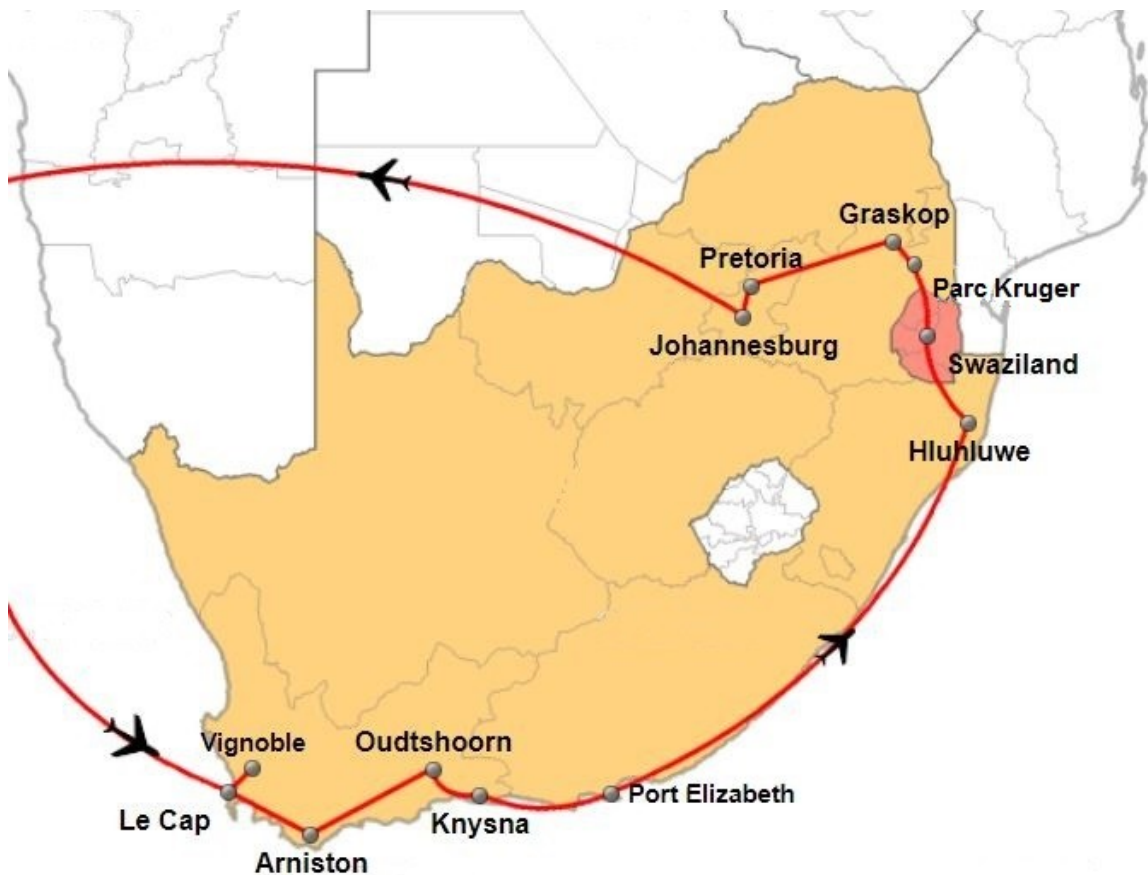 Graskop
Pretoria
Parc Kruger
Johannesburg
Swaziland
Hluhluwe
Vignoble
Oudtshoorn
Port Elizabeth
Le Cap
Knysna
Arniston